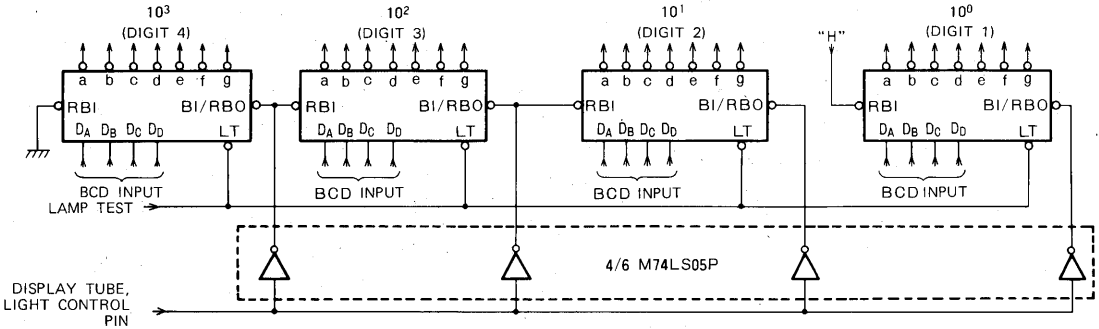 10³ 10² 10¹ 10⁰
(DIGIT 4) (DIGIT 3) (DIGIT 2) (DIGIT 1)
"H"
a b c d e f g a b c d e f g a b c d e f g a b c d e f g
RBI BI/RBO RBI BI/RBO RBI BI/RBO RBI BI/RBO
DA DB DC DD LT DA DB DC DD LT DA DB DC DD LT DA DB DC DD LT
BCD INPUT BCD INPUT BCD INPUT BCD INPUT
LAMP TEST
4/6 M74LS05P
DISPLAY TUBE,
LIGHT CONTROL
PIN